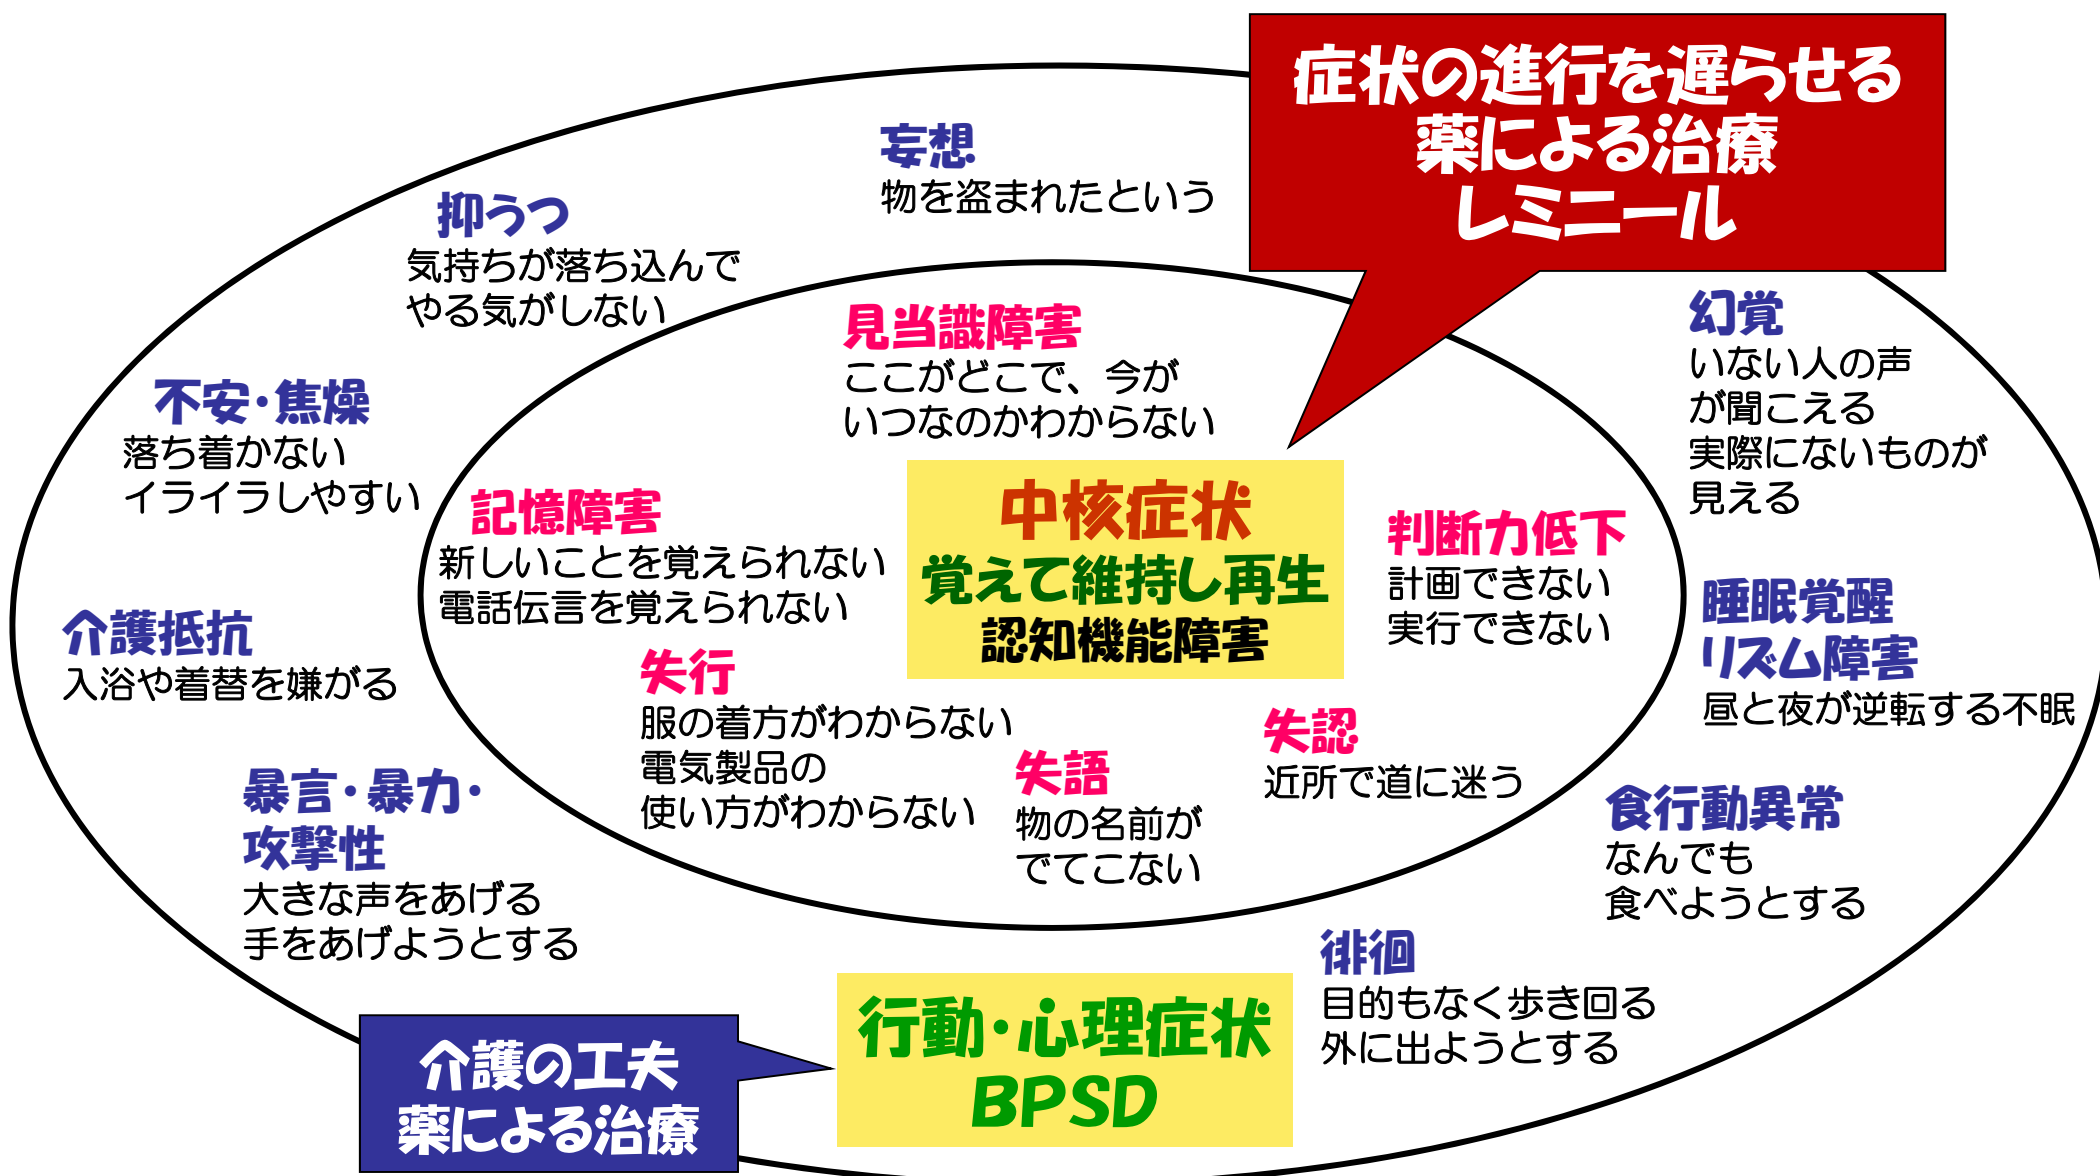 症状の進行を遅らせる
薬による治療
レミニール
妄想
物を盗まれたという
抑うつ
気持ちが落ち込んで
やる気がしない
不安・焦燥
落ち着かない
イライラしやすい
介護抵抗
入浴や着替を嫌がる
暴言・暴力・
攻撃性
大きな声をあげる
手をあげようとする
見当識障害
ここがどこで、今が
いつなのかわからない
記憶障害
新しいことを覚えられない
電話伝言を覚えられない
中核症状
覚えて維持し再生
認知機能障害
判断力低下
計画できない
実行できない
失行
服の着方がわからない
電気製品の
使い方がわからない
失語
物の名前が
でてこない
失認
近所で道に迷う
幻覚
いない人の声
が聞こえる
実際にないものが
見える
睡眠覚醒
リズム障害
昼と夜が逆転する不眠
食行動異常
なんでも
食べようとする
徘徊
目的もなく歩き回る
外に出ようとする
行動・心理症状
BPSD
介護の工夫
薬による治療